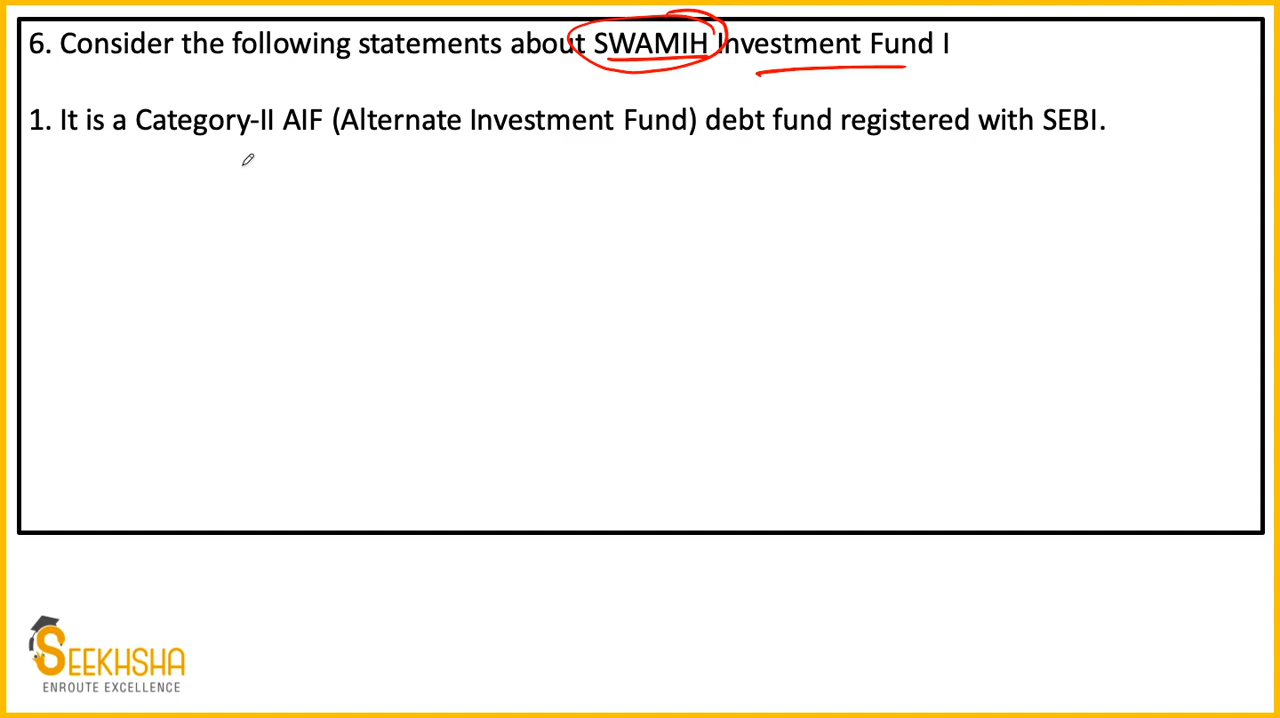 6. Consider the following statements about SWAMIH Investment Fund I
1. It is a Category-II AIF (Alternate Investment Fund) debt fund registered with SEBI.
SEEKHSHA
ENROUTE EXCELLENCE